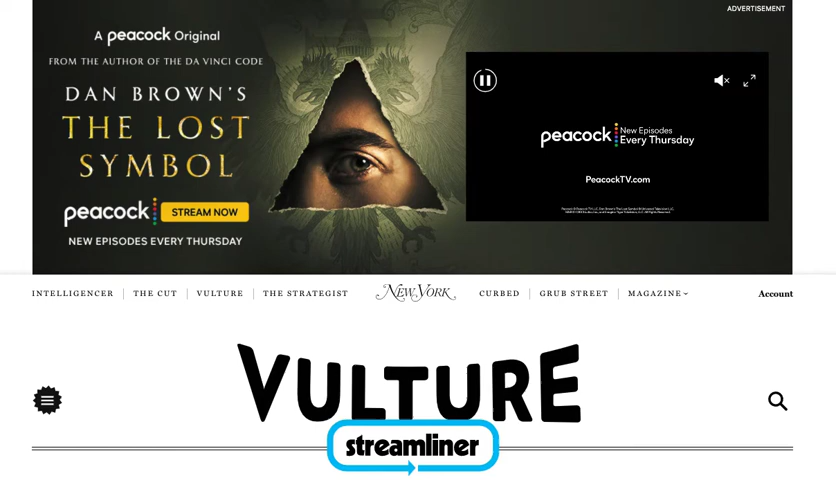 ADVERTISEMENT
A peacock Original
FROM THE AUTHOR OF THE DA VINCI CODE
DAN BROWN'S
THE LOST
SYMBOL
peacock STREAM NOW
NEW EPISODES EVERY THURSDAY
peacock New Episodes
Every Thursday
PeacockTV.com
INTELLIGENCER THE CUT VULTURE THE STRATEGIST NEW YORK CURBED GRUB STREET MAGAZINE Account
VULTURE
streamliner